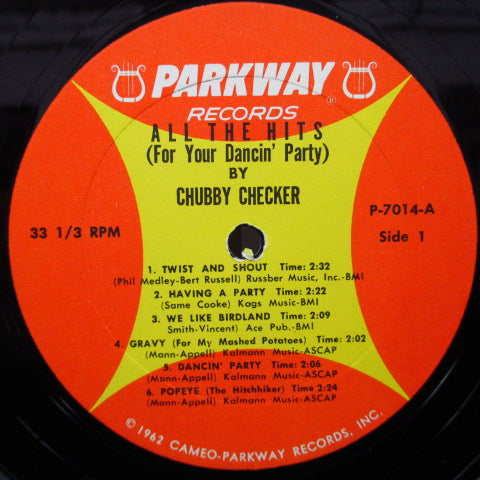 PARKWAY
RECORDS
ALL THE HITS
(For Your Dancin' Party)
BY
CHUBBY CHECKER
33 1/3 RPM
P-7014-A
Side 1
1. TWIST AND SHOUT Time: 2:32
(Phil Medley-Bert Russell) Russber Music, Inc.-BMI
2. HAVING A PARTY Time: 2:22
(Same Cooke) Kags Music-BMI
3. WE LIKE BIRDLAND Time: 2:09
Smith-Vincent) Ace Pub.-BMI
4. GRAVY (For My Mashed Potatoes) Time: 2:02
(Mann-Appell) Kalmann Music-ASCAP
5. DANCIN' PARTY Time: 2:06
(Mann-Appell) Kalmann Music-ASCAP
6. POPEYE (The Hitchhiker) Time: 2:24
(Mann-Appell) Kalmann Music-ASCAP
© 1962 CAMEO-PARKWAY RECORDS, INC.